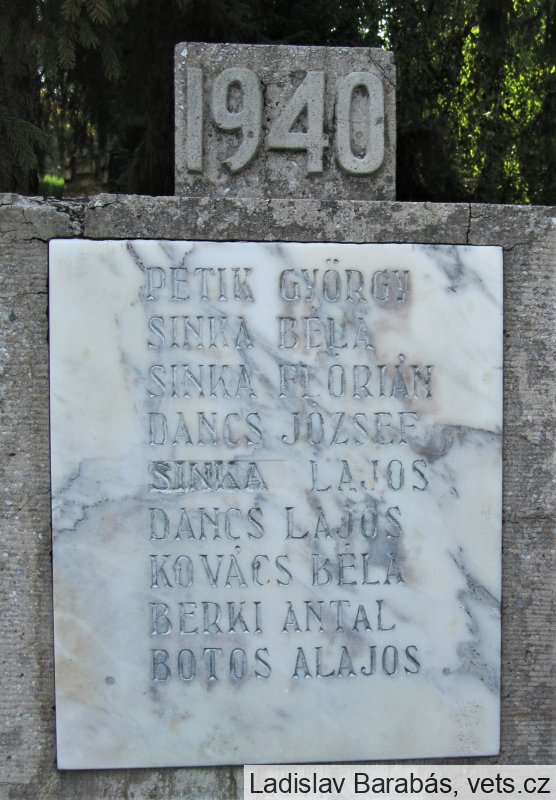 1940
PETIK GYÖRGY
SINKA BÉLA
SINKA FLÓRIÁN
DANCS JÓZSEF
SINKA LAJOS
DANCS LAJOS
KOVÁCS BÉLA
BERKI ANTAL
BOTOS ALAJOS
Ladislav Barabás, vets.cz